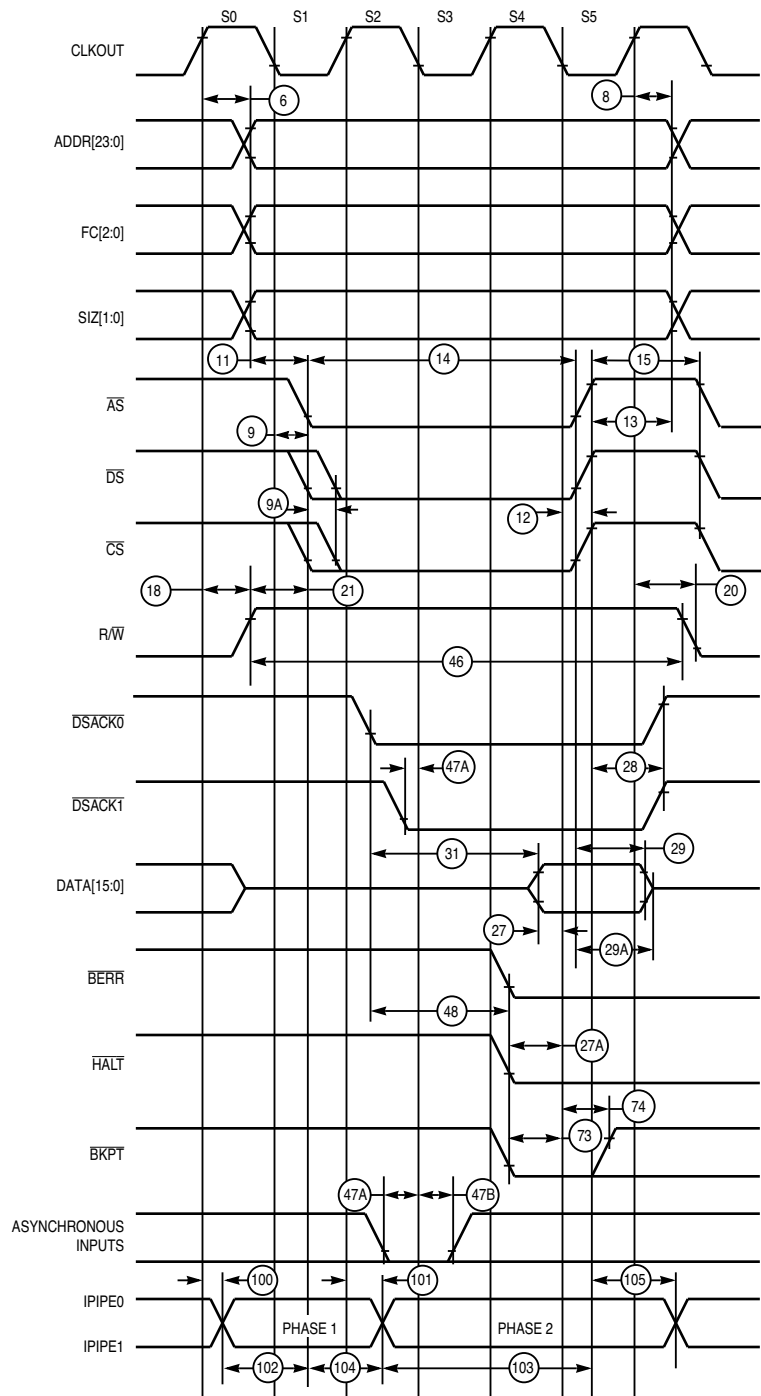 S0 S1 S2 S3 S4 S5
CLKOUT
6 8
ADDR[23:0]
FC[2:0]
SIZ[1:0]
11 14 15
AS
13
9
DS
9A 12
CS
18 21 20
R/W
46
DSACK0
47A 28
DSACK1
31 29
DATA[15:0]
27 29A
BERR
48
27A
HALT
74
73
BKPT
47A 47B
ASYNCHRONOUS
INPUTS
100 101 105
IPIPE0
PHASE 1 PHASE 2
IPIPE1
102 104 103